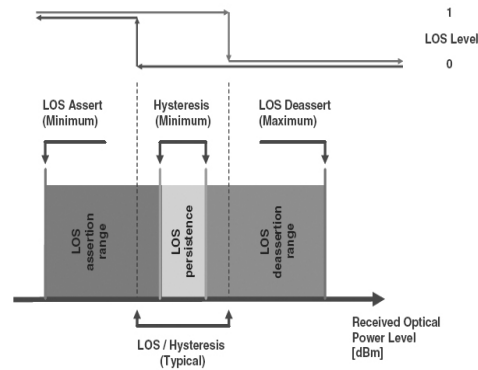 1
LOS Level
0
LOS Assert
(Minimum)
Hysteresis
(Minimum)
LOS Deassert
(Maximum)
LOS
assertion
range
LOS
persistence
LOS
deassertion
range
Received Optical
Power Level
[dBm]
LOS / Hysteresis
(Typical)